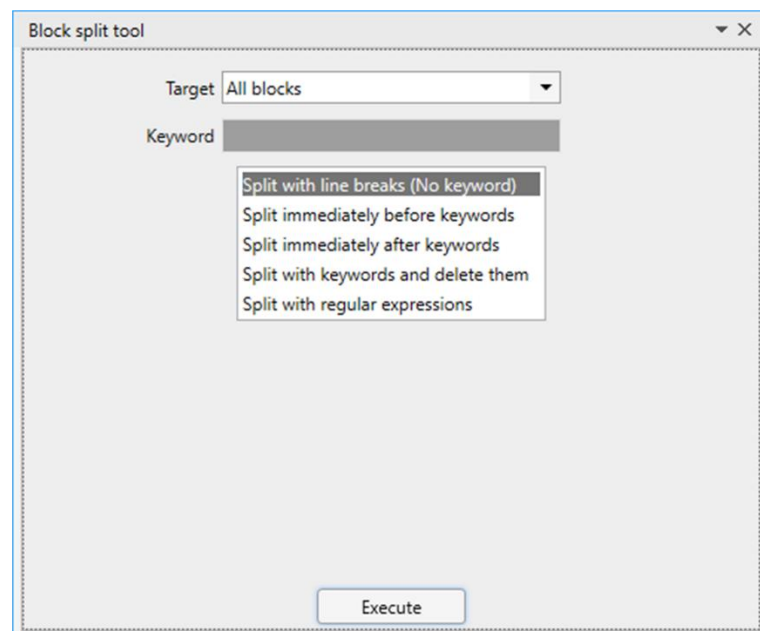 Block split tool
Target All blocks
Keyword
Split with line breaks (No keyword)
Split immediately before keywords
Split immediately after keywords
Split with keywords and delete them
Split with regular expressions
Execute